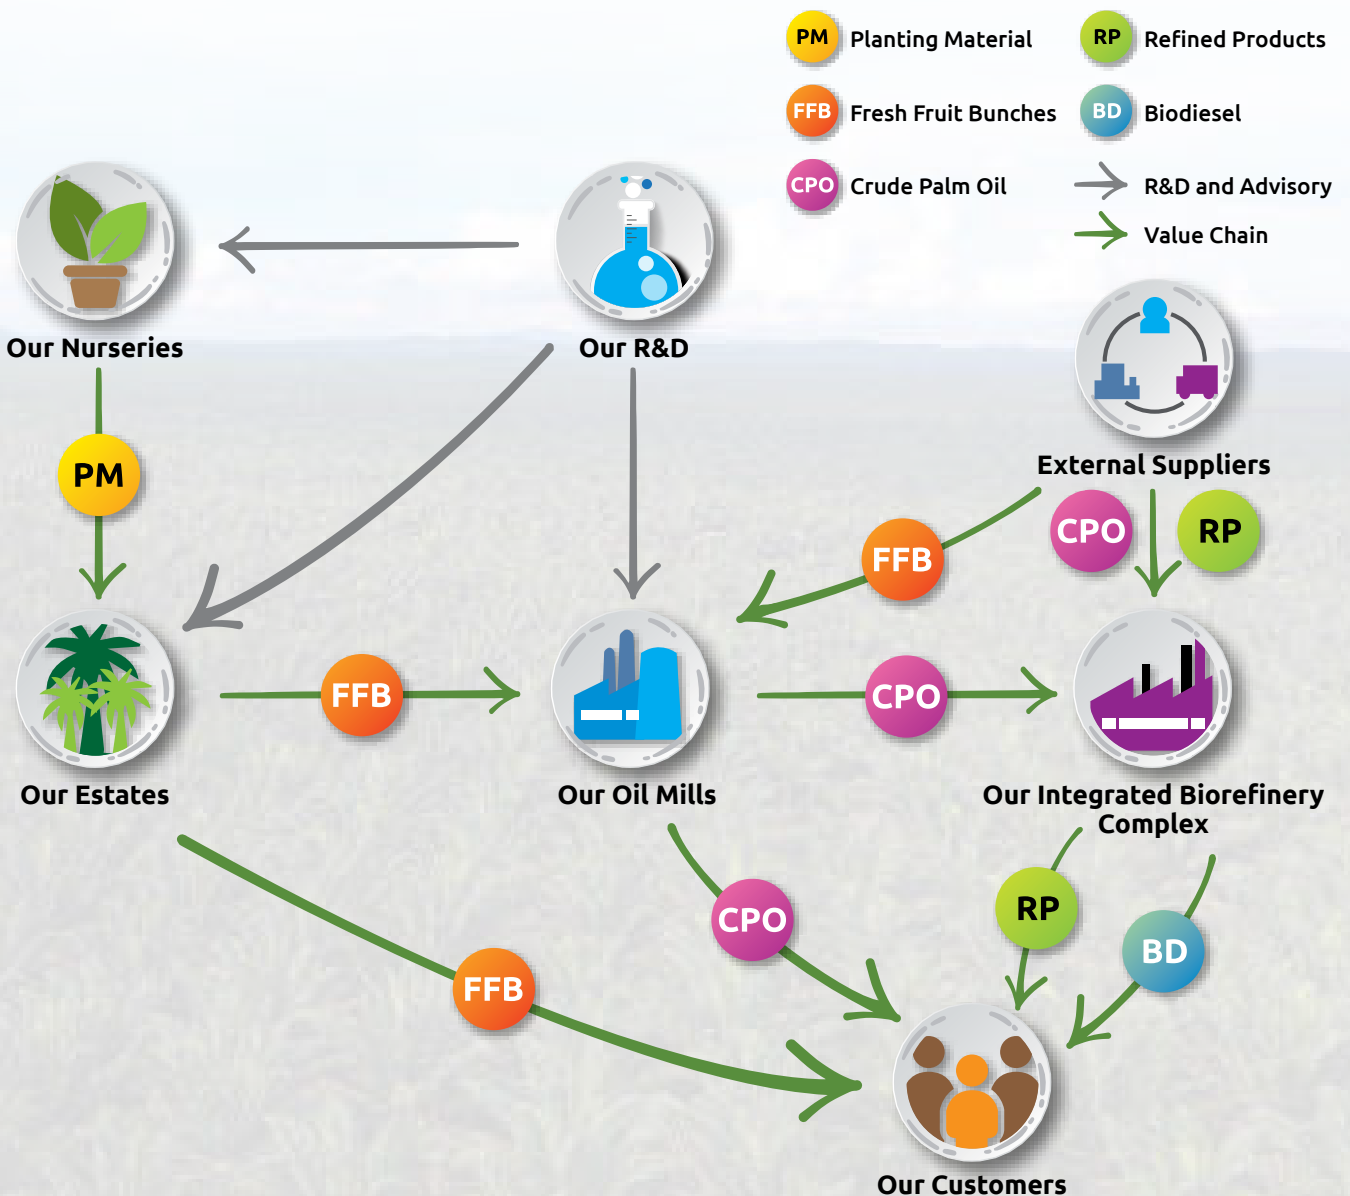 PM Planting Material
RP Refined Products
FFB Fresh Fruit Bunches
BD Biodiesel
CPO Crude Palm Oil
R&D and Advisory
Value Chain
Our Nurseries
Our R&D
External Suppliers
PM
FFB
CPO
RP
FFB
CPO
Our Estates
Our Oil Mills
Our Integrated Biorefinery
Complex
CPO
RP
BD
FFB
Our Customers